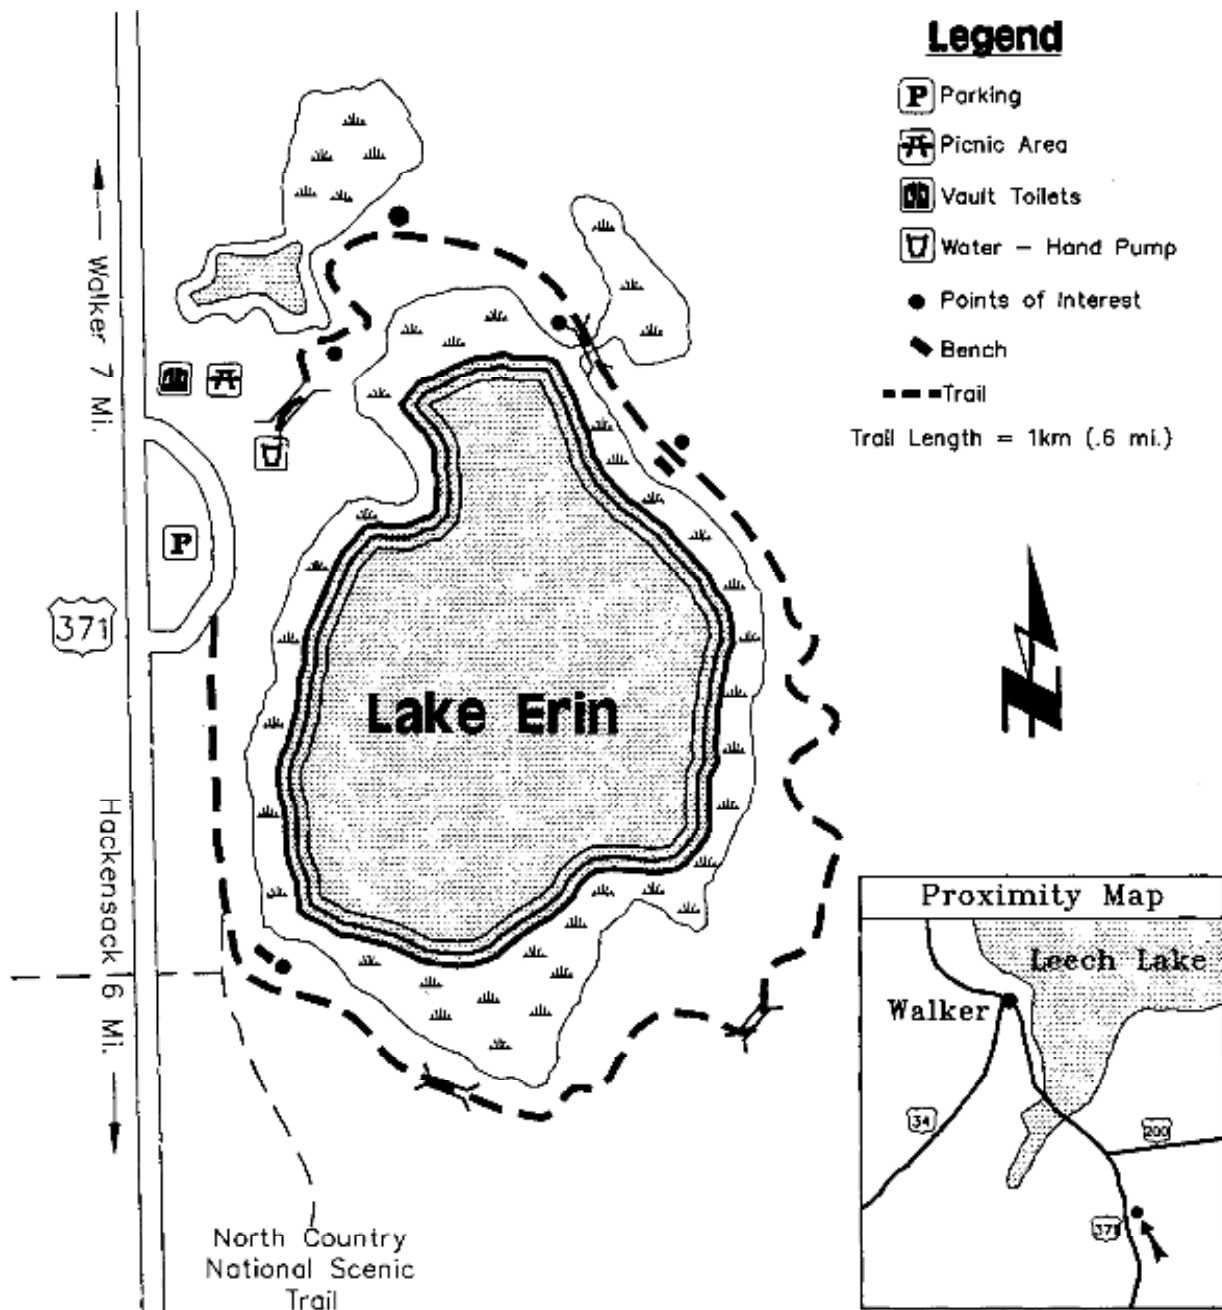 Legend
P Parking
Picnic Area
Vault Toilets
Water - Hand Pump
Points of Interest
Bench
Trail
Trail Length = 1km (.6 mi.)
Walker 7 Mi.
P
371
Lake Erin
Hackensack 6 Mi.
North Country
National Scenic
Trail
Proximity Map
Leech Lake
Walker
34
200
371